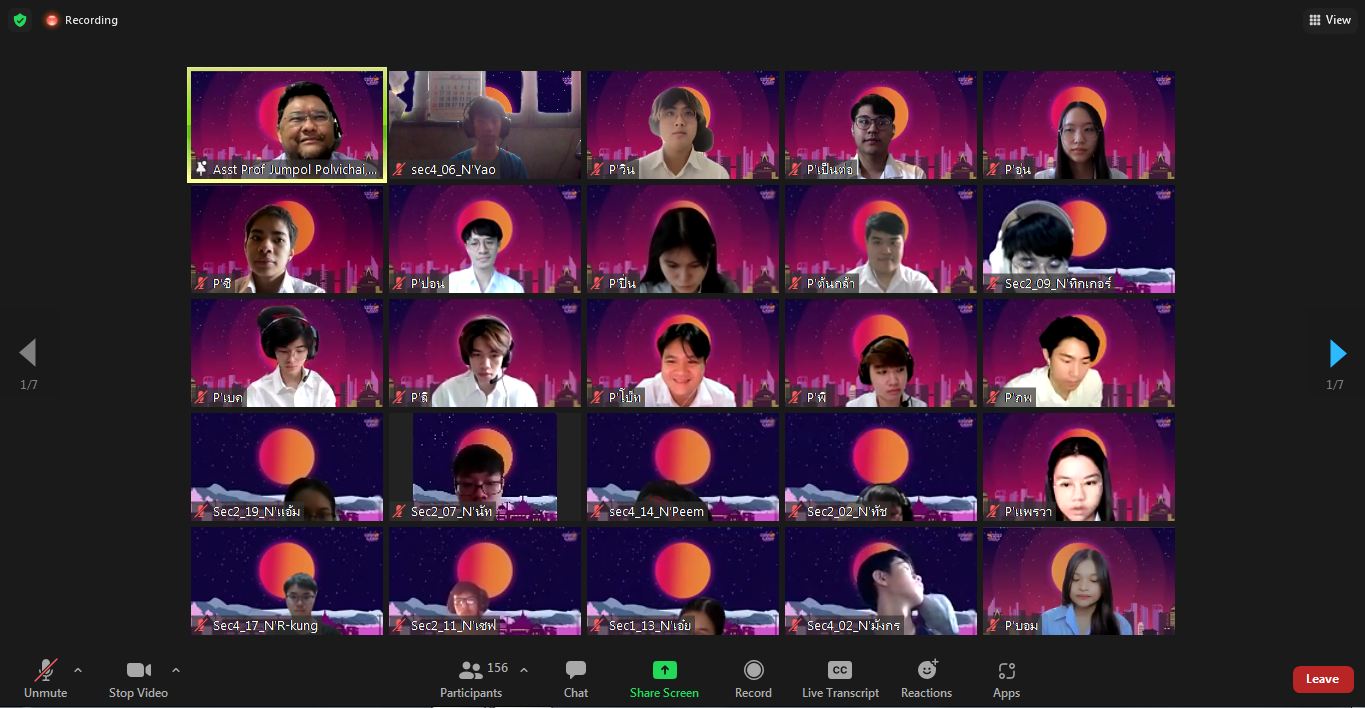 Recording
View
Asst Prof Jumpol Polvichai,...
sec4_06_N'Yao
P'วิน
P'เป็นต่อ
P'อุ่น
P'ซี
P'ปอน
P'ปิ่น
P'ต้นกล้า
Sec2_09_N'ทิกเกอร์
P'เบค
P'ลี
P'โป๊ท
P'พี
P'ภพ
Sec2_19_N'แอ้ม
Sec2_07_N'นัท
sec4_14_N'Peem
Sec2_02_N'ทัช
P'แพรวา
Sec4_17_N'R-kung
Sec2_11_N'เซฟ
Sec1_13_N'เอ๋ย
Sec4_02_N'มังกร
P'บอม
1/7
1/7
156
Unmute
Stop Video
Participants
Chat
Share Screen
Record
CC
Live Transcript
Reactions
Apps
Leave